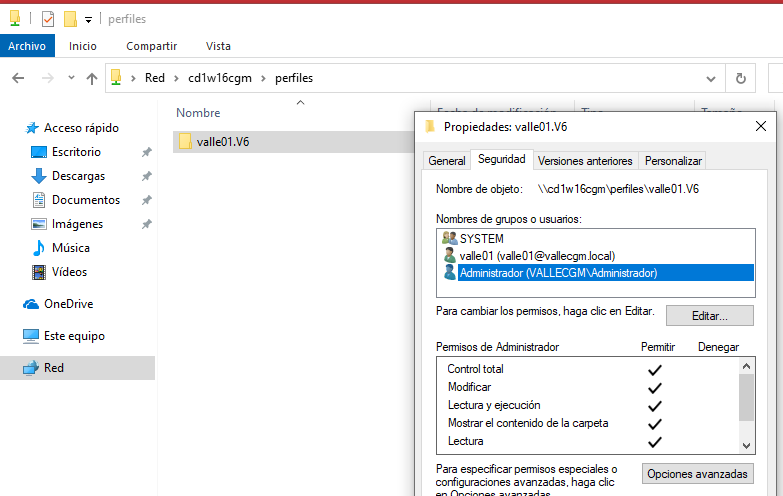 perfiles
Archivo Inicio Compartir Vista
Red cd1w16cgm perfiles
Nombre
Acceso rápido
Escritorio
Descargas
Documentos
Imágenes
Música
Vídeos
OneDrive
Este equipo
Red
valle01.V6
Propiedades: valle01.V6
General Seguridad Versiones anteriores Personalizar
Nombre de objeto: \\cd1w16cgm\perfiles\valle01.V6
Nombres de grupos o usuarios:
SYSTEM
valle01 (valle01@vallecgm.local)
Administrador (VALLECGM\Administrador)
Para cambiar los permisos, haga clic en Editar. Editar...
Permisos de Administrador Permitir Denegar
Control total
Modificar
Lectura y ejecución
Mostrar el contenido de la carpeta
Lectura
Para especificar permisos especiales o
configuraciones avanzadas, haga clic
en Opciones avanzadas.
Opciones avanzadas